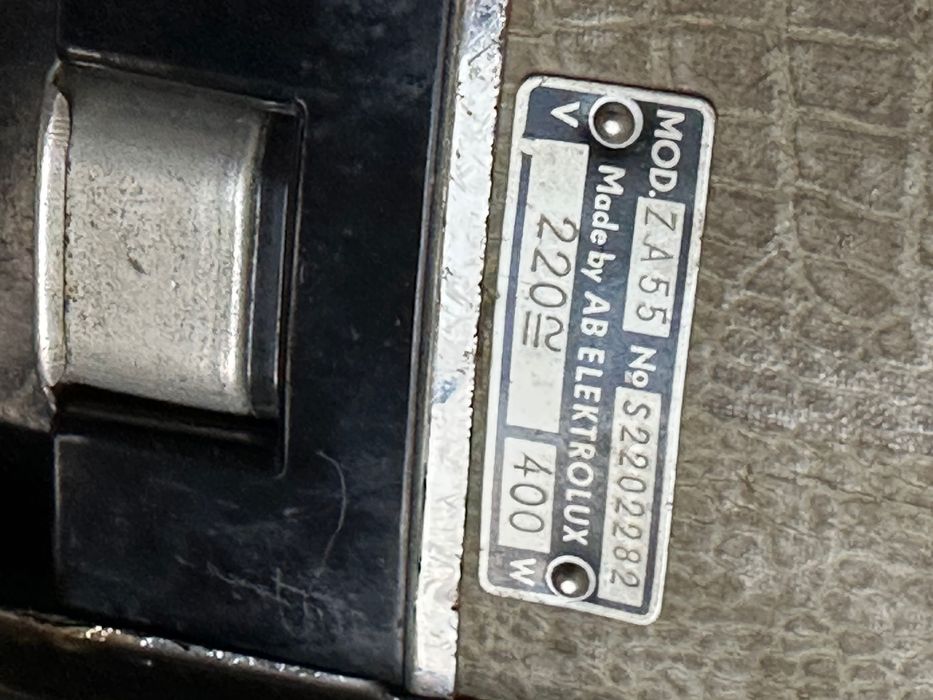 MOD. ZA55 No S2202282
Made by AB ELEKTROLUX
V 220≂ 400 W